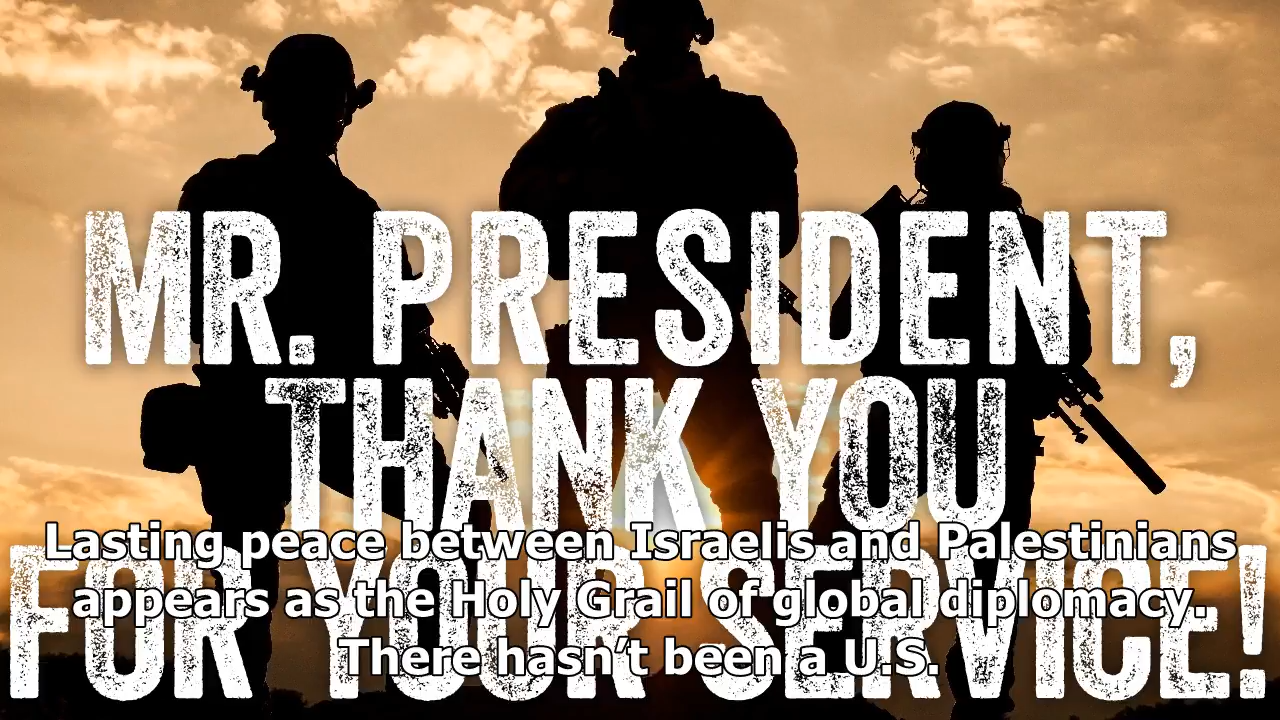 MR. PRESIDENT,
THANK YOU
FOR YOUR SERVICE!
Lasting peace between Israelis and Palestinians
appears as the Holy Grail of global diplomacy.
There hasn’t been a U.S.